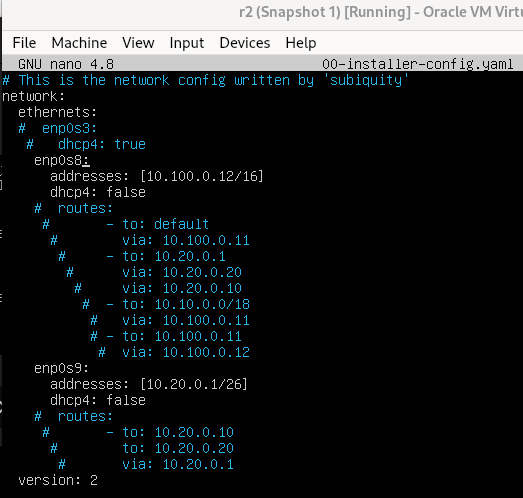 r2 (Snapshot 1) [Running] - Oracle VM Virtu
File Machine View Input Devices Help
GNU nano 4.8 00-installer-config.yaml
# This is the network config written by 'subiquity'
network:
  ethernets:
  #  enp0s3:
   #   dhcp4: true
    enp0s8:
      addresses: [10.100.0.12/16]
      dhcp4: false
    #  routes:
     #       - to: default
      #        via: 10.100.0.11
       #     - to: 10.20.0.1
        #      via: 10.20.0.20
         #     via: 10.20.0.10
          #  - to: 10.10.0.0/18
           #   via: 10.100.0.11
           # - to: 10.100.0.11
            #  via: 10.100.0.12
    enp0s9:
      addresses: [10.20.0.1/26]
      dhcp4: false
    #  routes:
     #       - to: 10.20.0.10
      #        to: 10.20.0.20
       #       via: 10.20.0.1
  version: 2